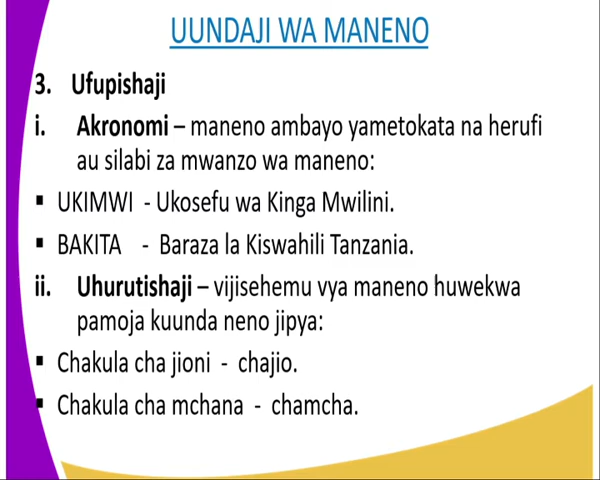 UUNDAJI WA MANENO
3. Ufupishaji
i. Akronomi – maneno ambayo yametokata na herufi
au silabi za mwanzo wa maneno:
▪ UKIMWI - Ukosefu wa Kinga Mwilini.
▪ BAKITA - Baraza la Kiswahili Tanzania.
ii. Uhurutishaji – vijisehemu vya maneno huwekwa
pamoja kuunda neno jipya:
▪ Chakula cha jioni - chajio.
▪ Chakula cha mchana - chamcha.